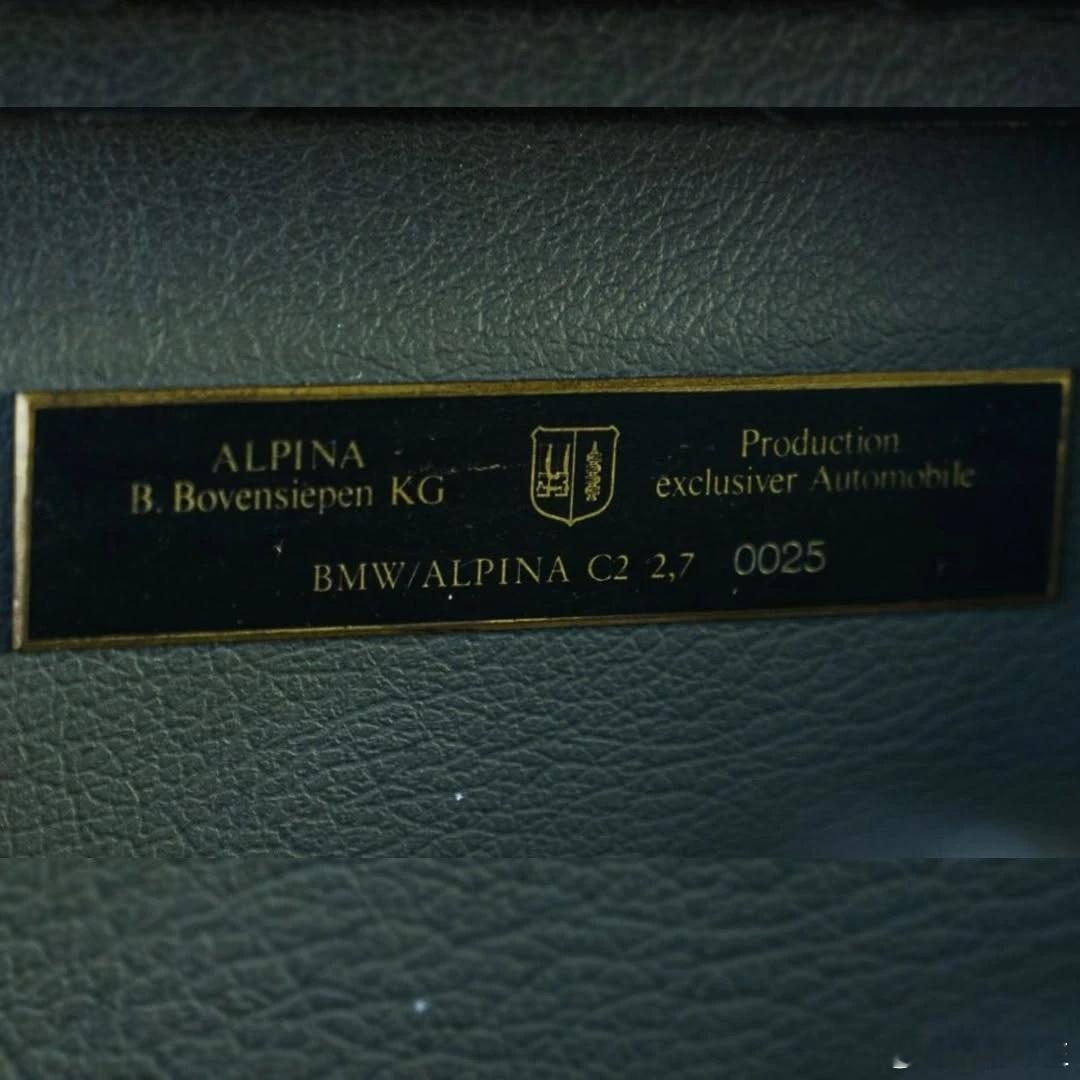 ALPINA
B. Bovensiepen KG
Production
exclusiver Automobile
BMW/ALPINA C2 2,7 0025